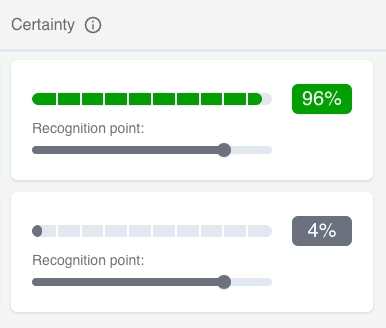 Certainty
96%
Recognition point:
4%
Recognition point: